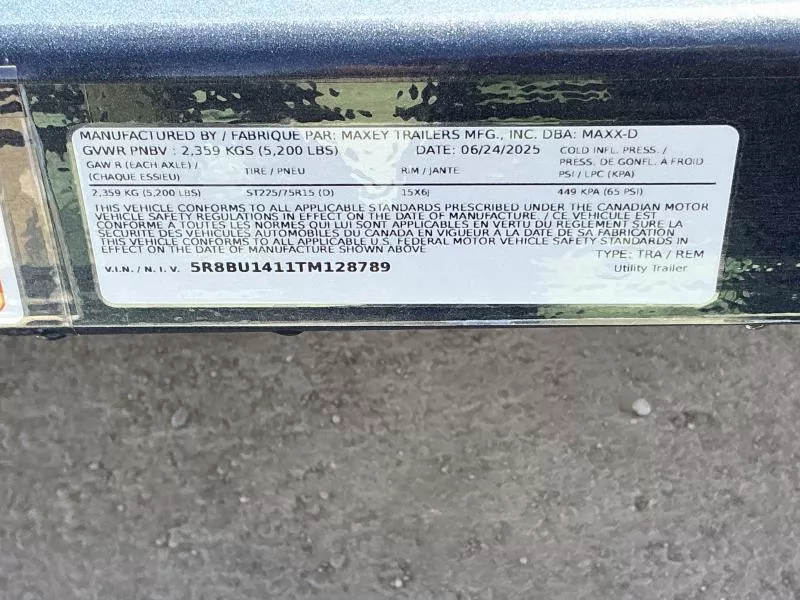 MANUFACTURED BY / FABRIQUE PAR: MAXEY TRAILERS MFG., INC. DBA: MAXX-D
GVWR PNBV : 2,359 KGS (5,200 LBS) DATE: 06/24/2025 COLD INFL. PRESS. /
GAW R (EACH AXLE) / TIRE / PNEU RIM / JANTE PRESS. DE GONFL. A FROID
(CHAQUE ESSIEU) PSI / LPC (KPA)
2,359 KG (5,200 LBS) ST225/75R15 (D) 15X6J 449 KPA (65 PSI)
THIS VEHICLE CONFORMS TO ALL APPLICABLE STANDARDS PRESCRIBED UNDER THE CANADIAN MOTOR
VEHICLE SAFETY REGULATIONS IN EFFECT ON THE DATE OF MANUFACTURE. / CE VEHICULE EST
CONFORME A TOUTES LES NORMES QUI LUI SONT APPLICABLES EN VERTU DU REGLEMENT SUR LA
SECURITE DES VEHICULES AUTOMOBILES DU CANADA EN VIGUEUR A LA DATE DE SA FABRICATION
THIS VEHICLE CONFORMS TO ALL APPLICABLE U.S. FEDERAL MOTOR VEHICLE SAFETY STANDARDS IN
EFFECT ON THE DATE OF MANUFACTURE SHOWN ABOVE
TYPE: TRA / REM
V.I.N. / N. I. V. 5R8BU1411TM128789 Utility Trailer